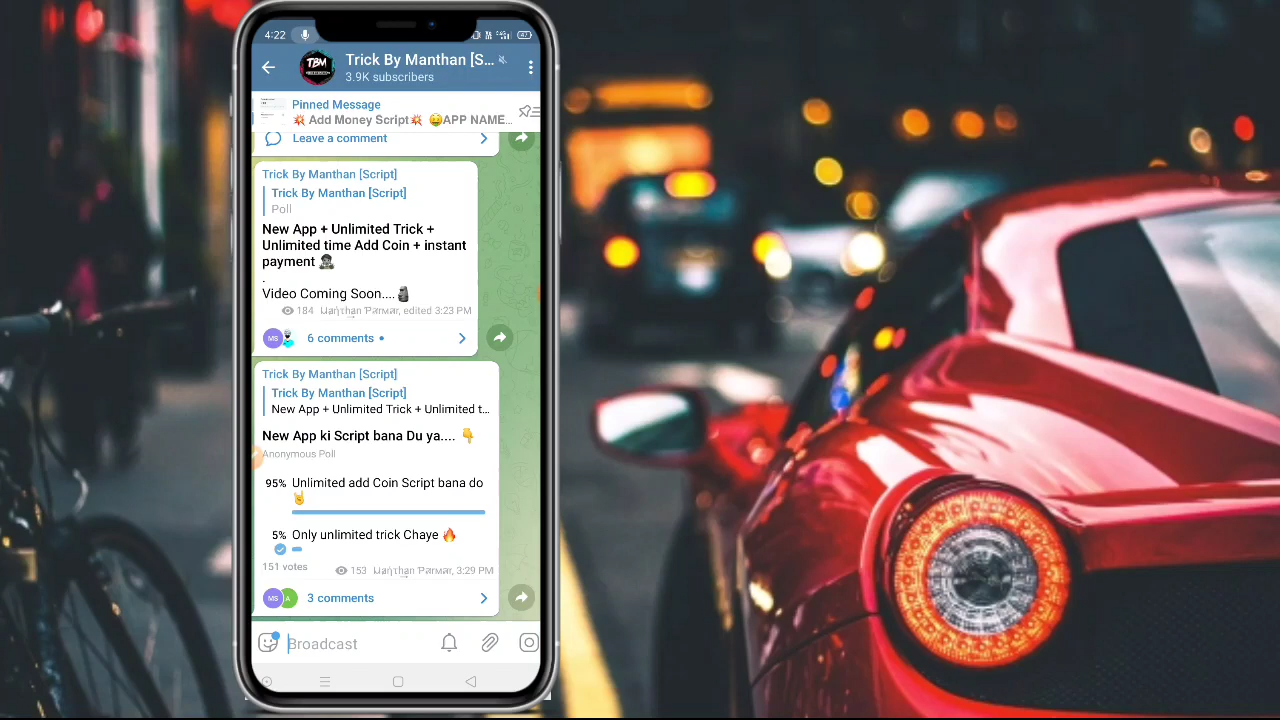 4:22
47
TBM
Trick By Manthan [S...
3.9K subscribers
Pinned Message
💥 Add Money Script💥 🤑APP NAME...
Leave a comment
Trick By Manthan [Script]
Trick By Manthan [Script]
Poll
New App + Unlimited Trick +
Unlimited time Add Coin + instant
payment
.
Video Coming Soon....🗿
184
edited 3:23 PM
MS
6 comments
Trick By Manthan [Script]
Trick By Manthan [Script]
New App + Unlimited Trick + Unlimited t...
New App ki Script bana Du ya.... 👇
Anonymous Poll
95% Unlimited add Coin Script bana do
🤘
5% Only unlimited trick Chaye 🔥
151 votes
153
3:29 PM
MS A
3 comments
Broadcast